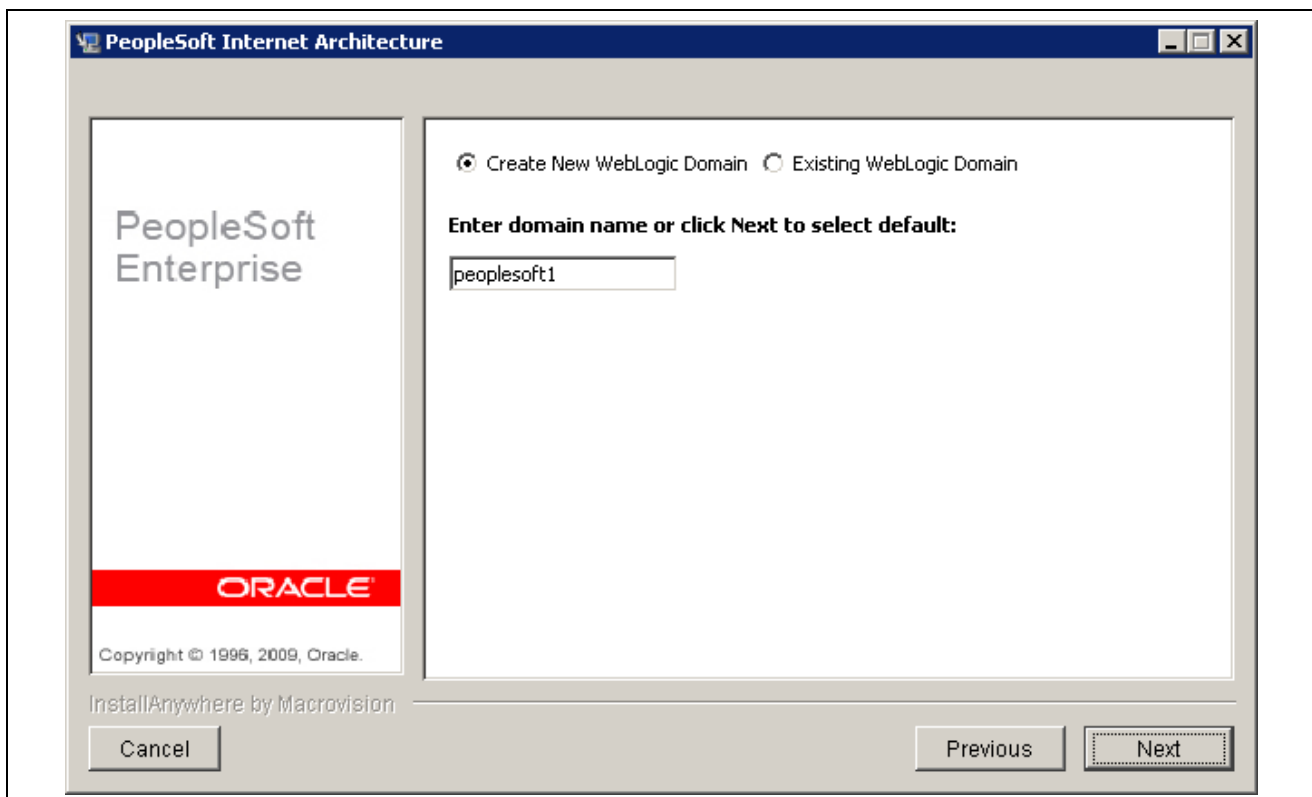 PeopleSoft Internet Architecture
Create New WebLogic Domain Existing WebLogic Domain
Enter domain name or click Next to select default:
peoplesoft1
PeopleSoft
Enterprise
ORACLE
Copyright © 1996, 2009, Oracle.
InstallAnywhere by Macrovision
Cancel Previous Next